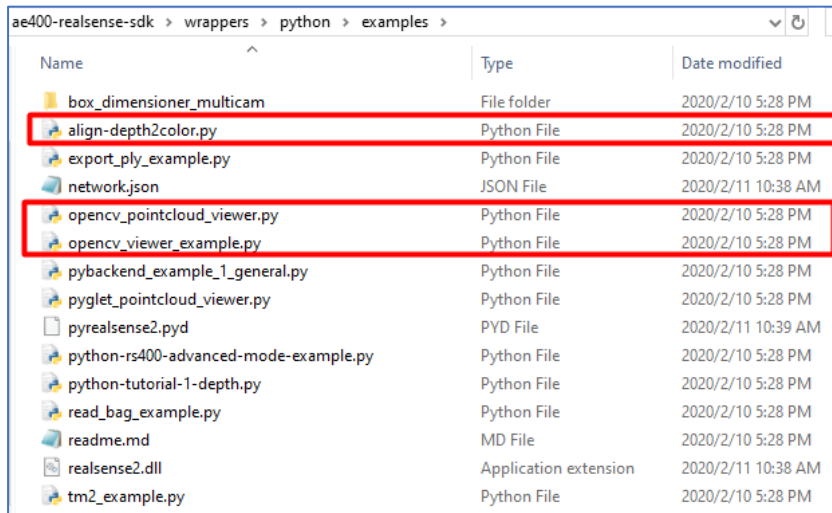 ae400-realsense-sdk > wrappers > python > examples >
Name Type Date modified
box_dimensioner_multicam File folder 2020/2/10 5:28 PM
align-depth2color.py Python File 2020/2/10 5:28 PM
export_ply_example.py Python File 2020/2/10 5:28 PM
network.json JSON File 2020/2/11 10:38 AM
opencv_pointcloud_viewer.py Python File 2020/2/10 5:28 PM
opencv_viewer_example.py Python File 2020/2/10 5:28 PM
pybackend_example_1_general.py Python File 2020/2/10 5:28 PM
pyglet_pointcloud_viewer.py Python File 2020/2/10 5:28 PM
pyrealsense2.pyd PYD File 2020/2/11 10:39 AM
python-rs400-advanced-mode-example.py Python File 2020/2/10 5:28 PM
python-tutorial-1-depth.py Python File 2020/2/10 5:28 PM
read_bag_example.py Python File 2020/2/10 5:28 PM
readme.md MD File 2020/2/10 5:28 PM
realsense2.dll Application extension 2020/2/11 10:38 AM
tm2_example.py Python File 2020/2/10 5:28 PM